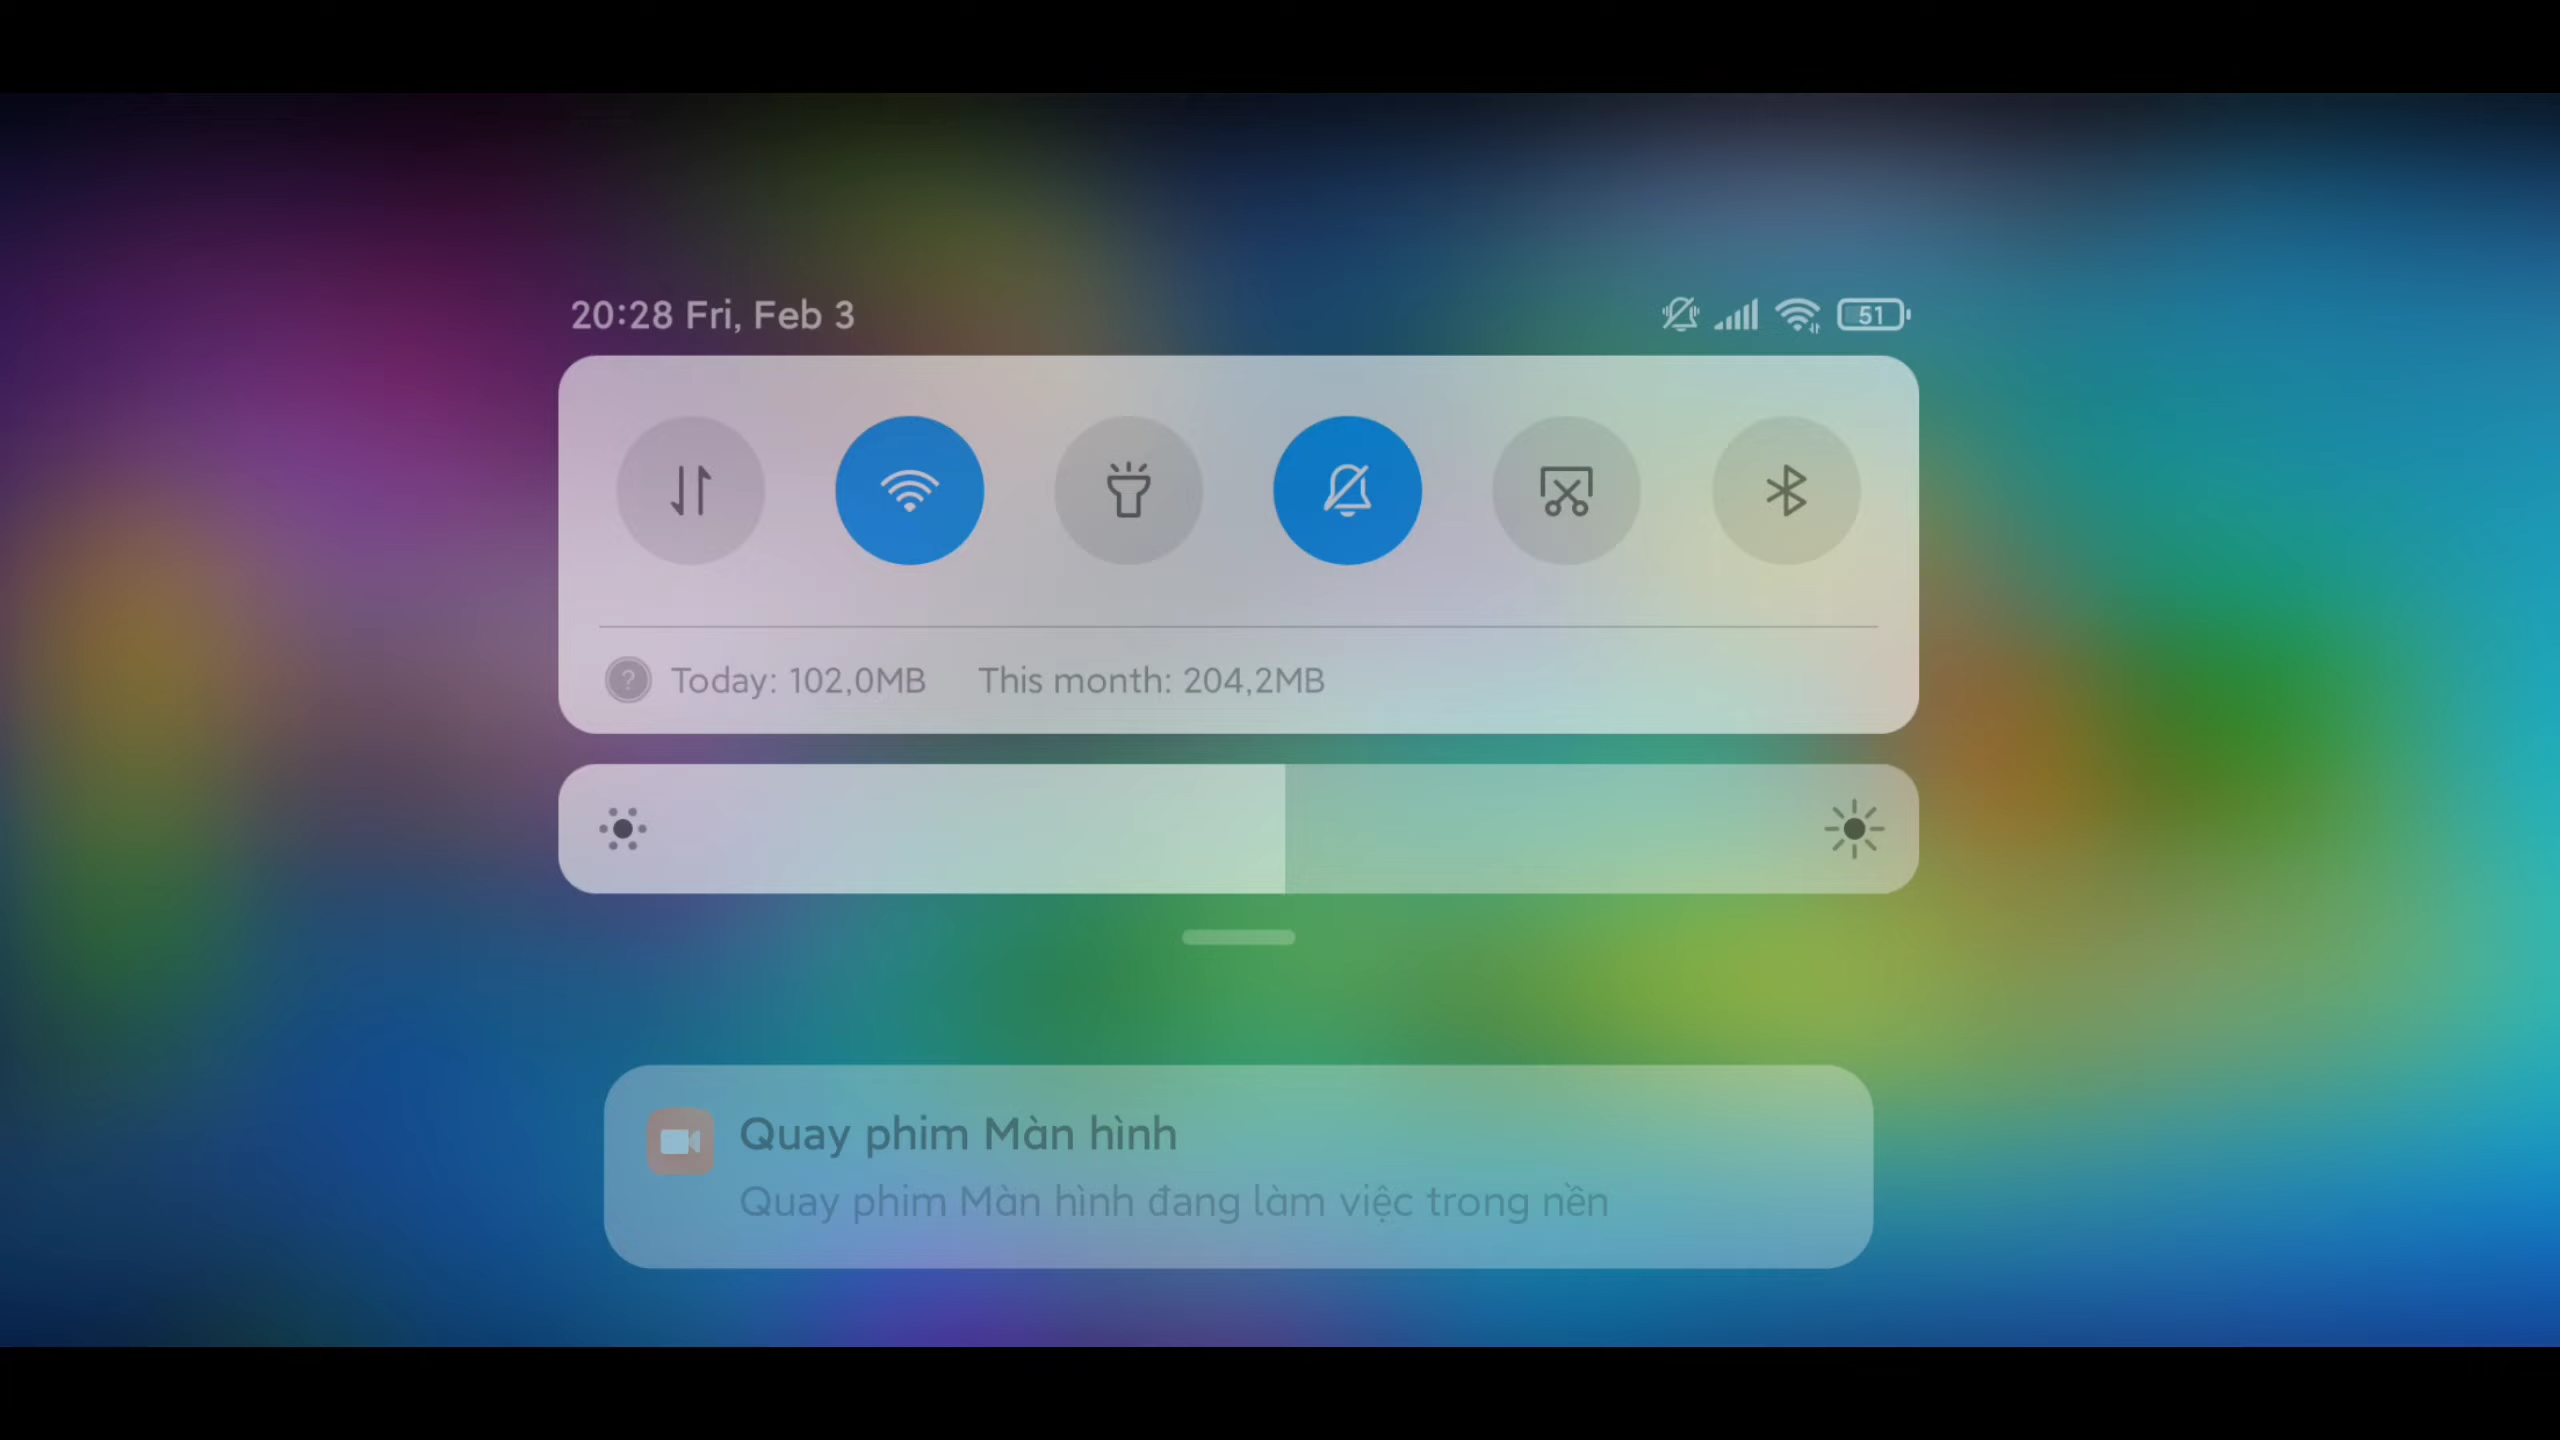 20:28 Fri, Feb 3
51
Today: 102,0MB This month: 204,2MB
Quay phim Màn hình
Quay phim Màn hình đang làm việc trong nền